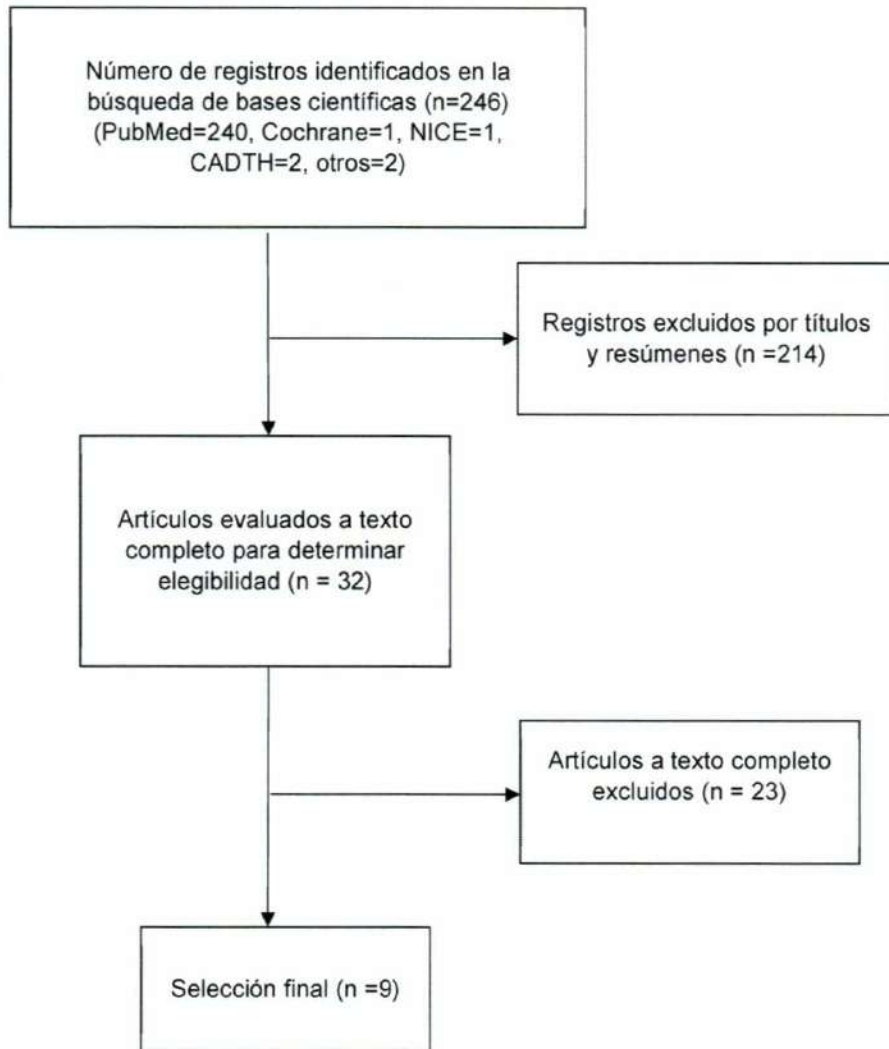 Número de registros identificados en la
búsqueda de bases científicas (n=246)
(PubMed=240, Cochrane=1, NICE=1,
CADTH=2, otros=2)
Registros excluidos por títulos
y resúmenes (n =214)
Artículos evaluados a texto
completo para determinar
elegibilidad (n = 32)
Artículos a texto completo
excluidos (n = 23)
Selección final (n =9)